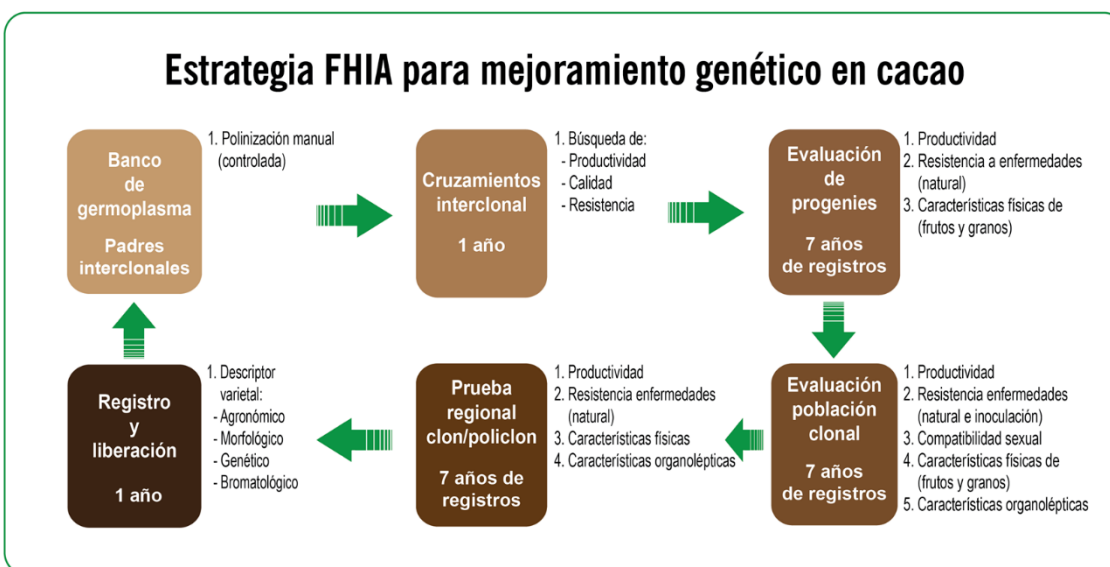 Estrategia FHIA para mejoramiento genético en cacao
Banco
de
germoplasma
Padres
interclonales
1. Polinización manual
(controlada)
Cruzamientos
interclonal
1 año
1. Búsqueda de:
- Productividad
- Calidad
- Resistencia
Evaluación
de
progenies
7 años
de registros
1. Productividad
2. Resistencia a enfermedades
(natural)
3. Características físicas de
(frutos y granos)
Registro
y
liberación
1 año
1. Descriptor
varietal:
- Agronómico
- Morfológico
- Genético
- Bromatológico
Prueba
regional
clon/policlon
7 años de
registros
1. Productividad
2. Resistencia enfermedades
(natural)
3. Características físicas
4. Características organolépticas
Evaluación
población
clonal
7 años
de registros
1. Productividad
2. Resistencia enfermedades
(natural e inoculación)
3. Compatibilidad sexual
4. Características físicas de
(frutos y granos)
5. Características organolépticas